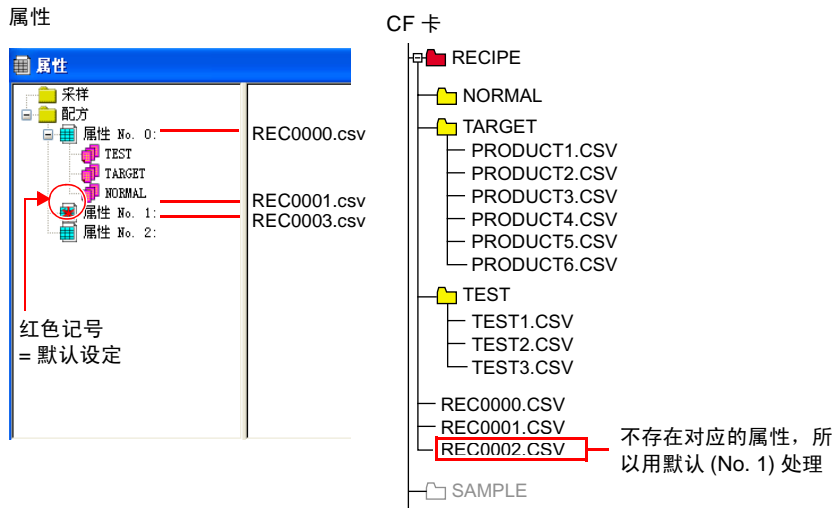 属性
属性
采样
配方
属性 No. 0:
TEST
TARGET
NORMAL
属性 No. 1:
属性 No. 2:
REC0000.csv
REC0001.csv
REC0003.csv
红色记号
= 默认设定
CF 卡
RECIPE
NORMAL
TARGET
PRODUCT1.CSV
PRODUCT2.CSV
PRODUCT3.CSV
PRODUCT4.CSV
PRODUCT5.CSV
PRODUCT6.CSV
TEST
TEST1.CSV
TEST2.CSV
TEST3.CSV
REC0000.CSV
REC0001.CSV
REC0002.CSV
不存在对应的属性，所
以用默认 (No. 1) 处理
SAMPLE